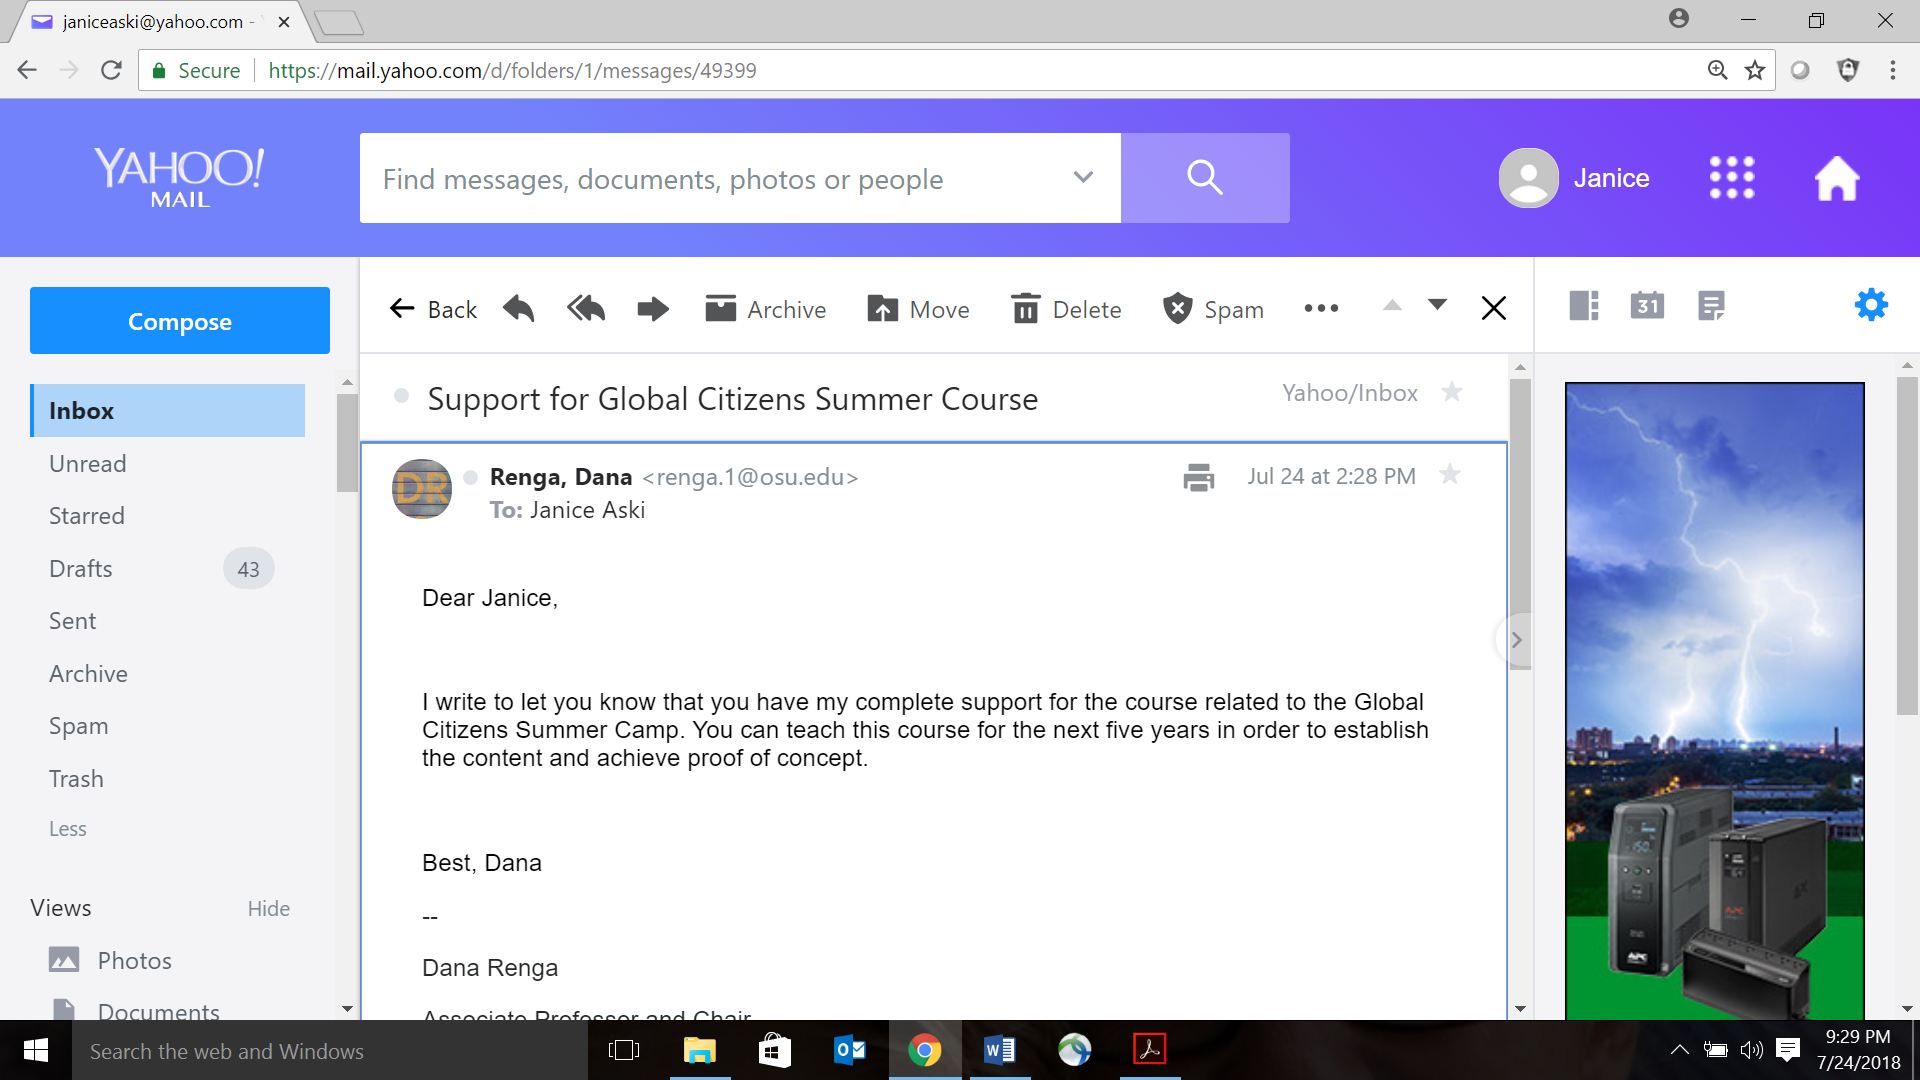 janiceaski@yahoo.com -
Secure
https://mail.yahoo.com/d/folders/1/messages/49399
YAHOO!
MAIL
Find messages, documents, photos or people
Janice
Compose
Back
Archive
Move
Delete
Spam
31
Inbox
Unread
Starred
Drafts
43
Sent
Archive
Spam
Trash
Less
Views
Hide
Photos
Documents
Support for Global Citizens Summer Course
Yahoo/Inbox
DR
Renga, Dana <renga.1@osu.edu>
Jul 24 at 2:28 PM
To: Janice Aski
Dear Janice,
I write to let you know that you have my complete support for the course related to the Global
Citizens Summer Camp. You can teach this course for the next five years in order to establish
the content and achieve proof of concept.
Best, Dana
--
Dana Renga
Associate Professor and Chair
APC
APC
Search the web and Windows
9:29 PM
7/24/2018